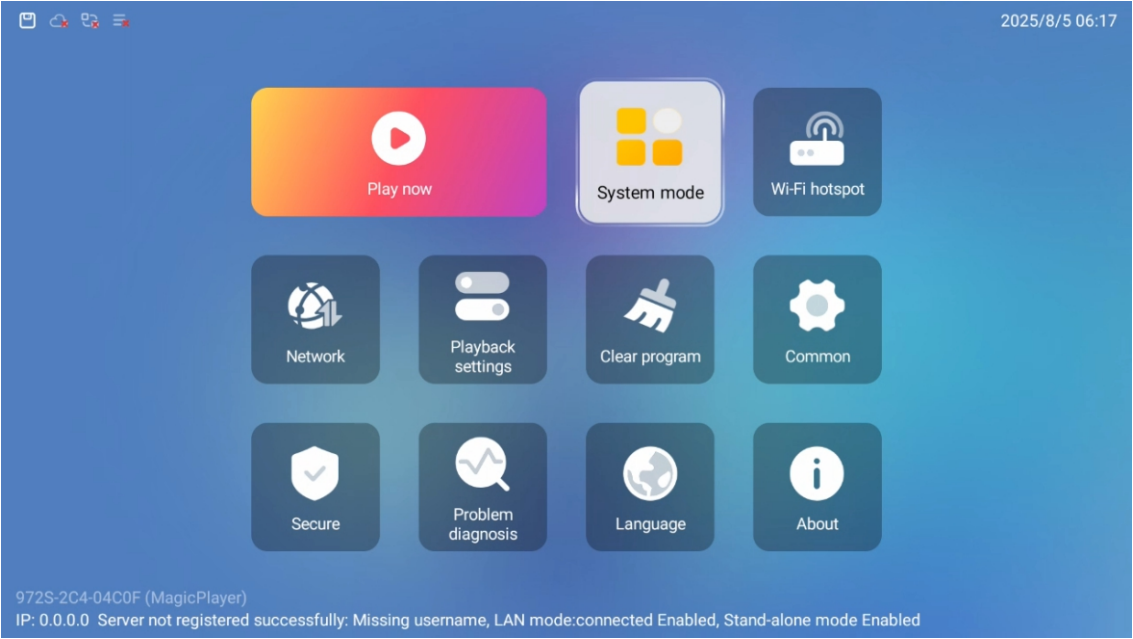 2025/8/5 06:17
Play now
System mode
Wi-Fi hotspot
Network
Playback
settings
Clear program
Common
Secure
Problem
diagnosis
Language
About
972S-2C4-04C0F (MagicPlayer)
IP: 0.0.0.0 Server not registered successfully: Missing username, LAN mode:connected Enabled, Stand-alone mode Enabled